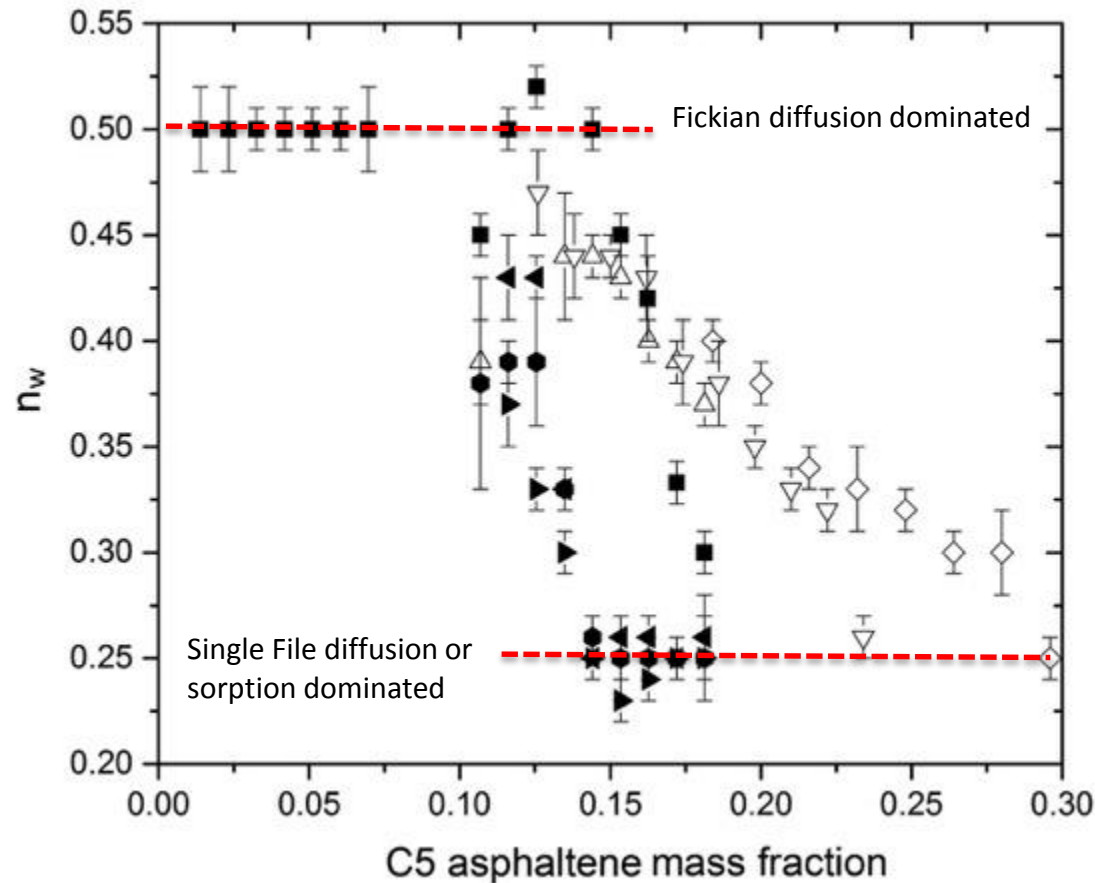 0.55
0.50
0.45
0.40
0.35
0.30
0.25
0.20
n_w
Fickian diffusion dominated
Single File diffusion or
sorption dominated
0.00 0.05 0.10 0.15 0.20 0.25 0.30
C5 asphaltene mass fraction